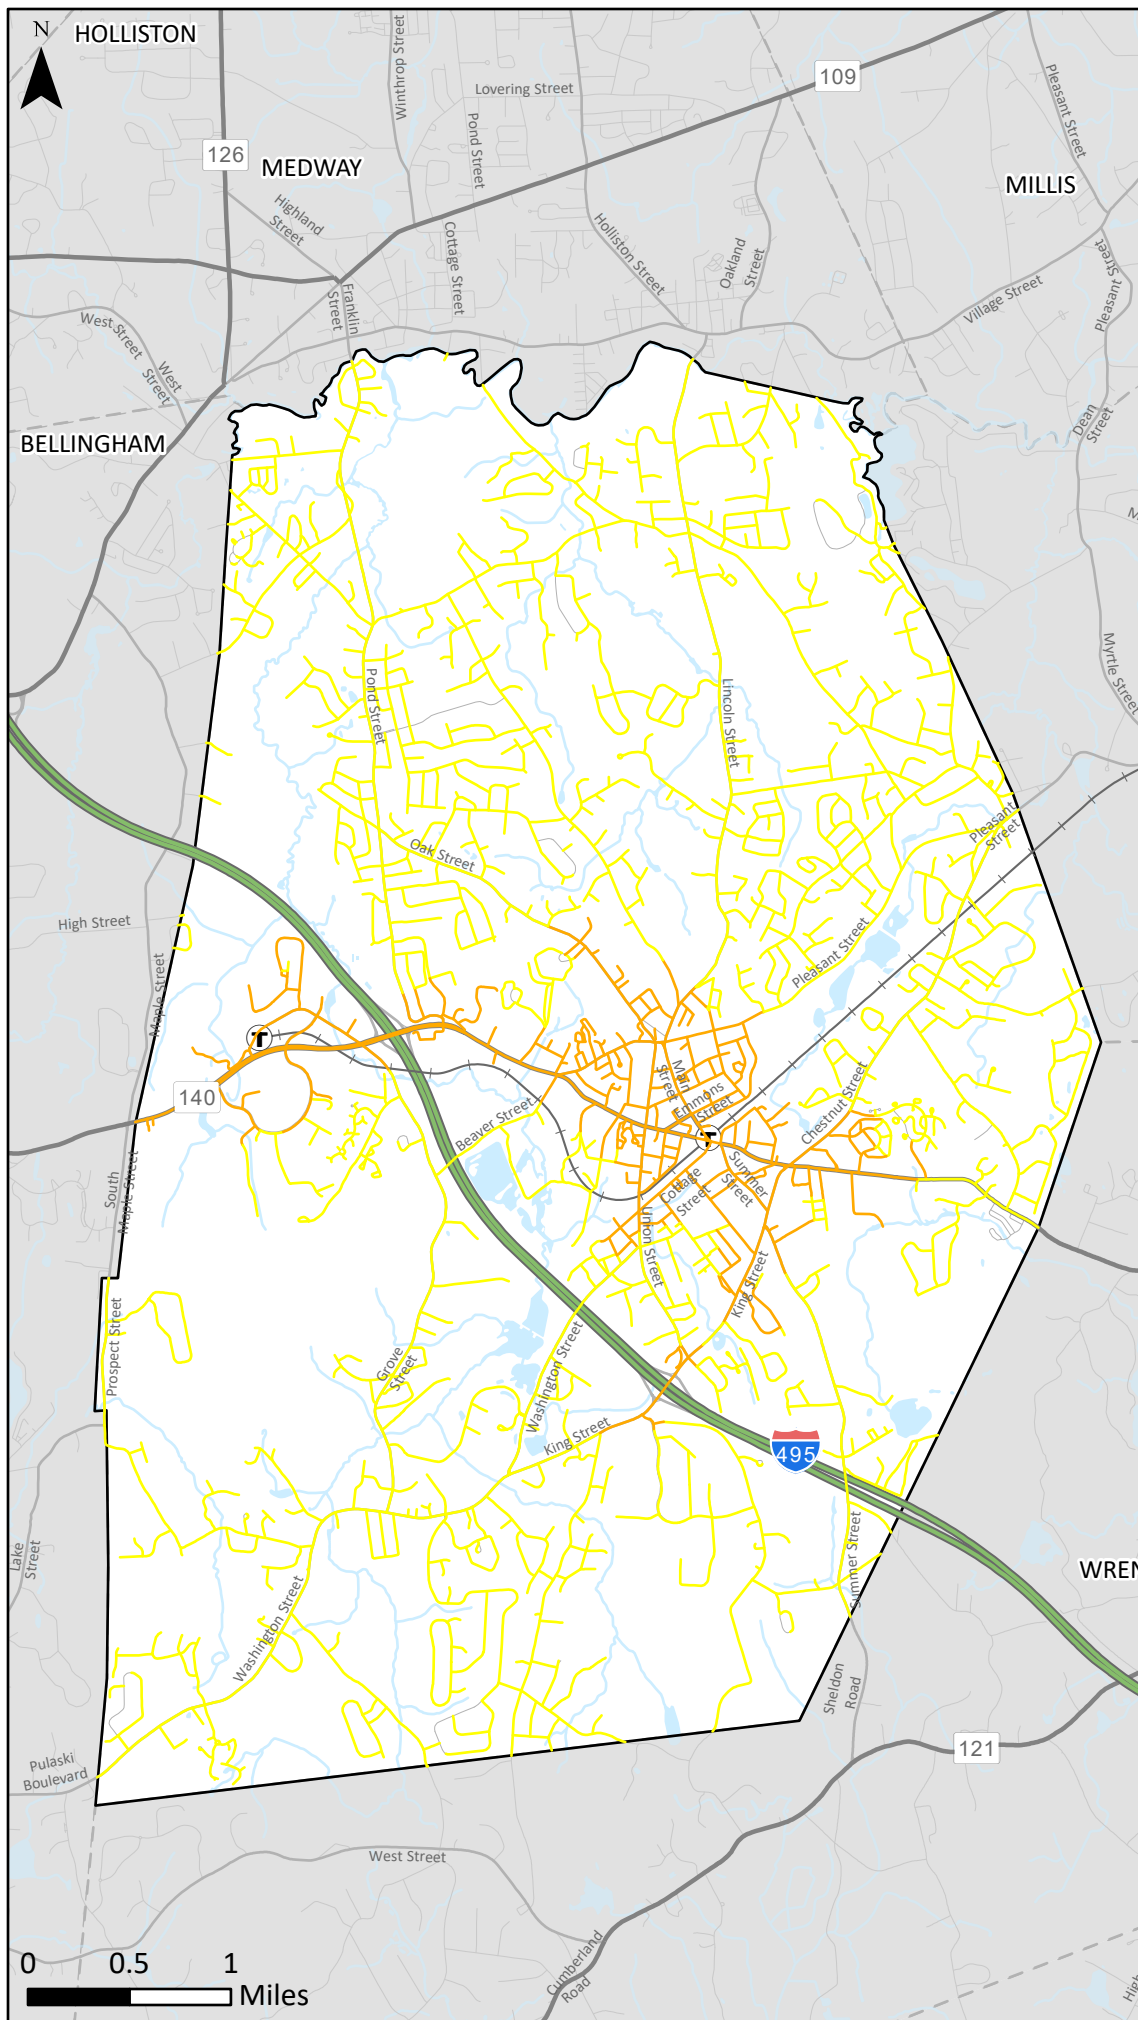 N
HOLLISTON
Winthrop Street
Lovering Street
109
Pleasant Street
Pond Street
126
MEDWAY
MILLIS
Highland
Street
Cottage Street
Holliston Street
Oakland
Street
Pleasant Street
Village Street
Franklin
Street
West Street
West
Street
Dean
Street
BELLINGHAM
Myrtle Street
Pond Street
Lincoln Street
Pleasant
Street
Oak Street
High Street
Pleasant Street
Maple Street
T
140
Main
Street
Emmons
Street
Beaver Street
Chestnut Street
T
South
Maple Street
Cottage
Street
Summer
Street
Union Street
King Street
Prospect Street
Grove
Street
Washington Street
King Street
495
Lake
Street
Summer Street
WREN
Washington Street
Sheldon
Road
121
Pulaski
Boulevard
West Street
Cumberland
Road
High
0 0.5 1
Miles